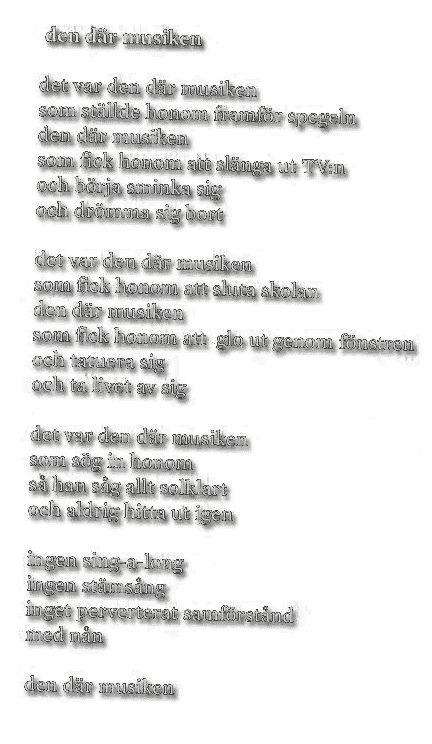 den där musiken
det var den där musiken
som ställde honom framför spegeln
den där musiken
som fick honom att slänga ut TV:n
och börja sminka sig
och drömma sig bort
det var den där musiken
som fick honom att sluta skolan
den där musiken
som fick honom att glo ut genom fönstren
och tatuera sig
och ta livet av sig
det var den där musiken
som sög in honom
så han såg allt solklart
och aldrig hitta ut igen
ingen sing-a-long
ingen stämsång
inget perverterat samförstånd
med nån
den där musiken